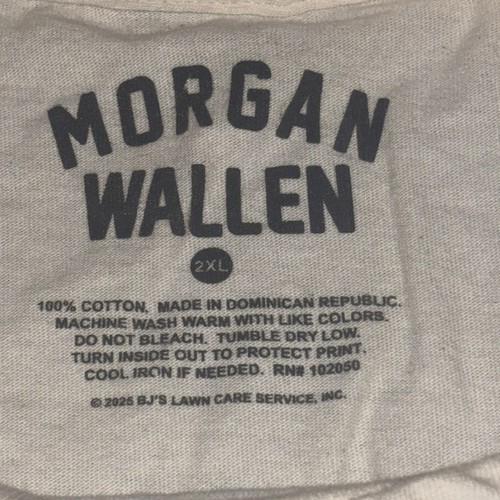 MORGAN
WALLEN
2XL
100% COTTON. MADE IN DOMINICAN REPUBLIC.
MACHINE WASH WARM WITH LIKE COLORS.
DO NOT BLEACH. TUMBLE DRY LOW.
TURN INSIDE OUT TO PROTECT PRINT.
COOL IRON IF NEEDED. RN# 102050
© 2025 BJ'S LAWN CARE SERVICE, INC.